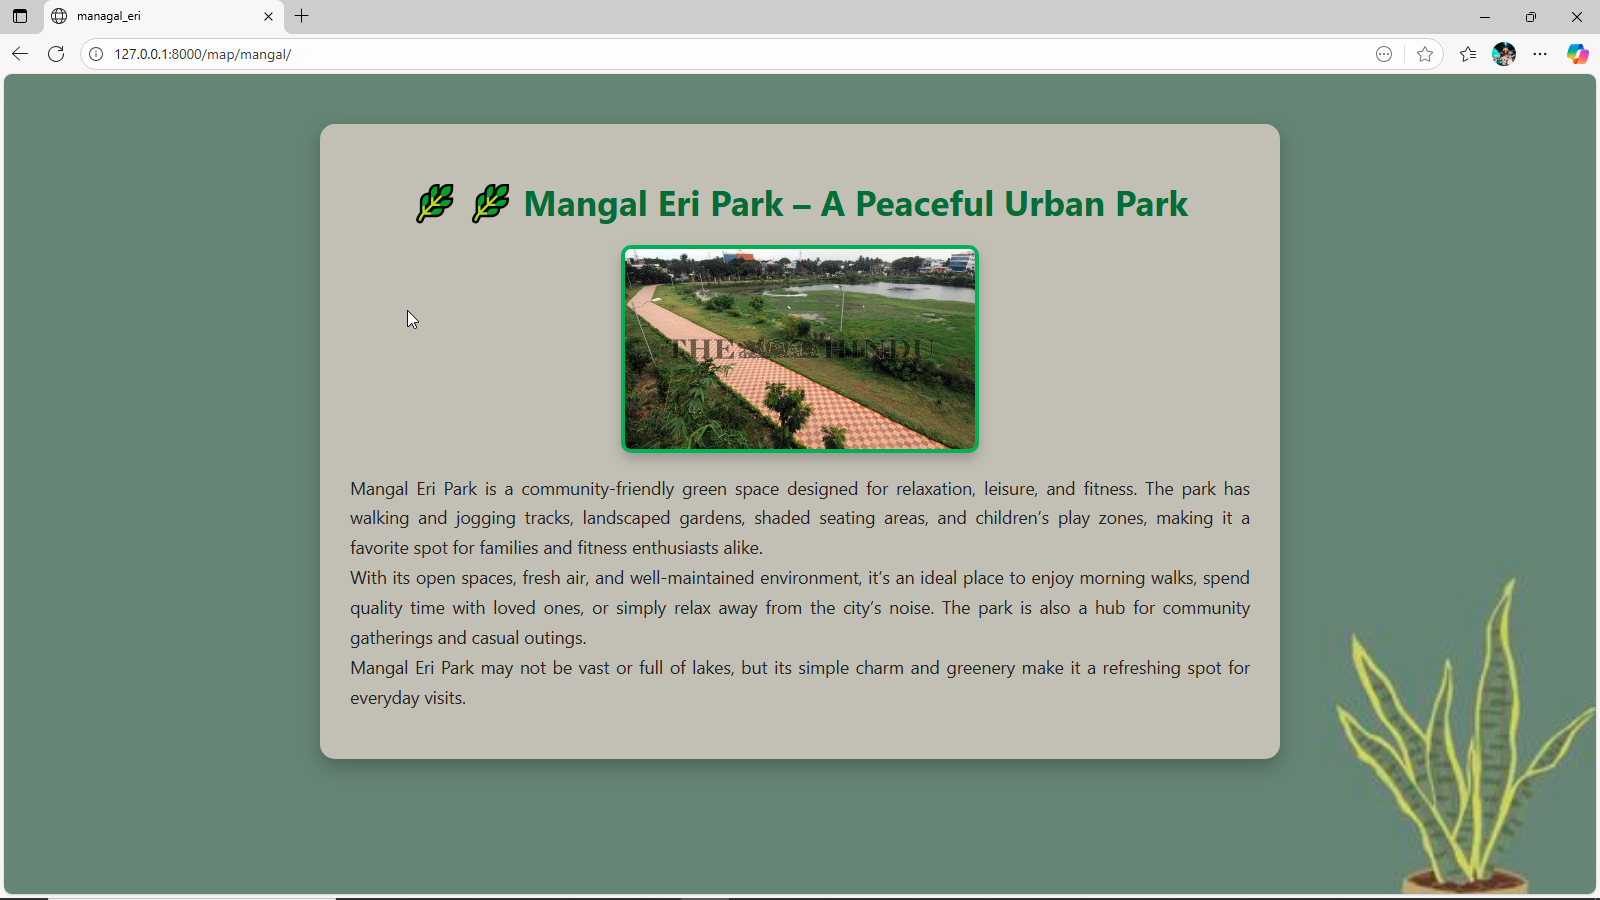 managal_eri
127.0.0.1:8000/map/mangal/
Mangal Eri Park – A Peaceful Urban Park
THE HINDU
Mangal Eri Park is a community-friendly green space designed for relaxation, leisure, and fitness. The park has
walking and jogging tracks, landscaped gardens, shaded seating areas, and children’s play zones, making it a
favorite spot for families and fitness enthusiasts alike.
With its open spaces, fresh air, and well-maintained environment, it’s an ideal place to enjoy morning walks, spend
quality time with loved ones, or simply relax away from the city’s noise. The park is also a hub for community
gatherings and casual outings.
Mangal Eri Park may not be vast or full of lakes, but its simple charm and greenery make it a refreshing spot for
everyday visits.